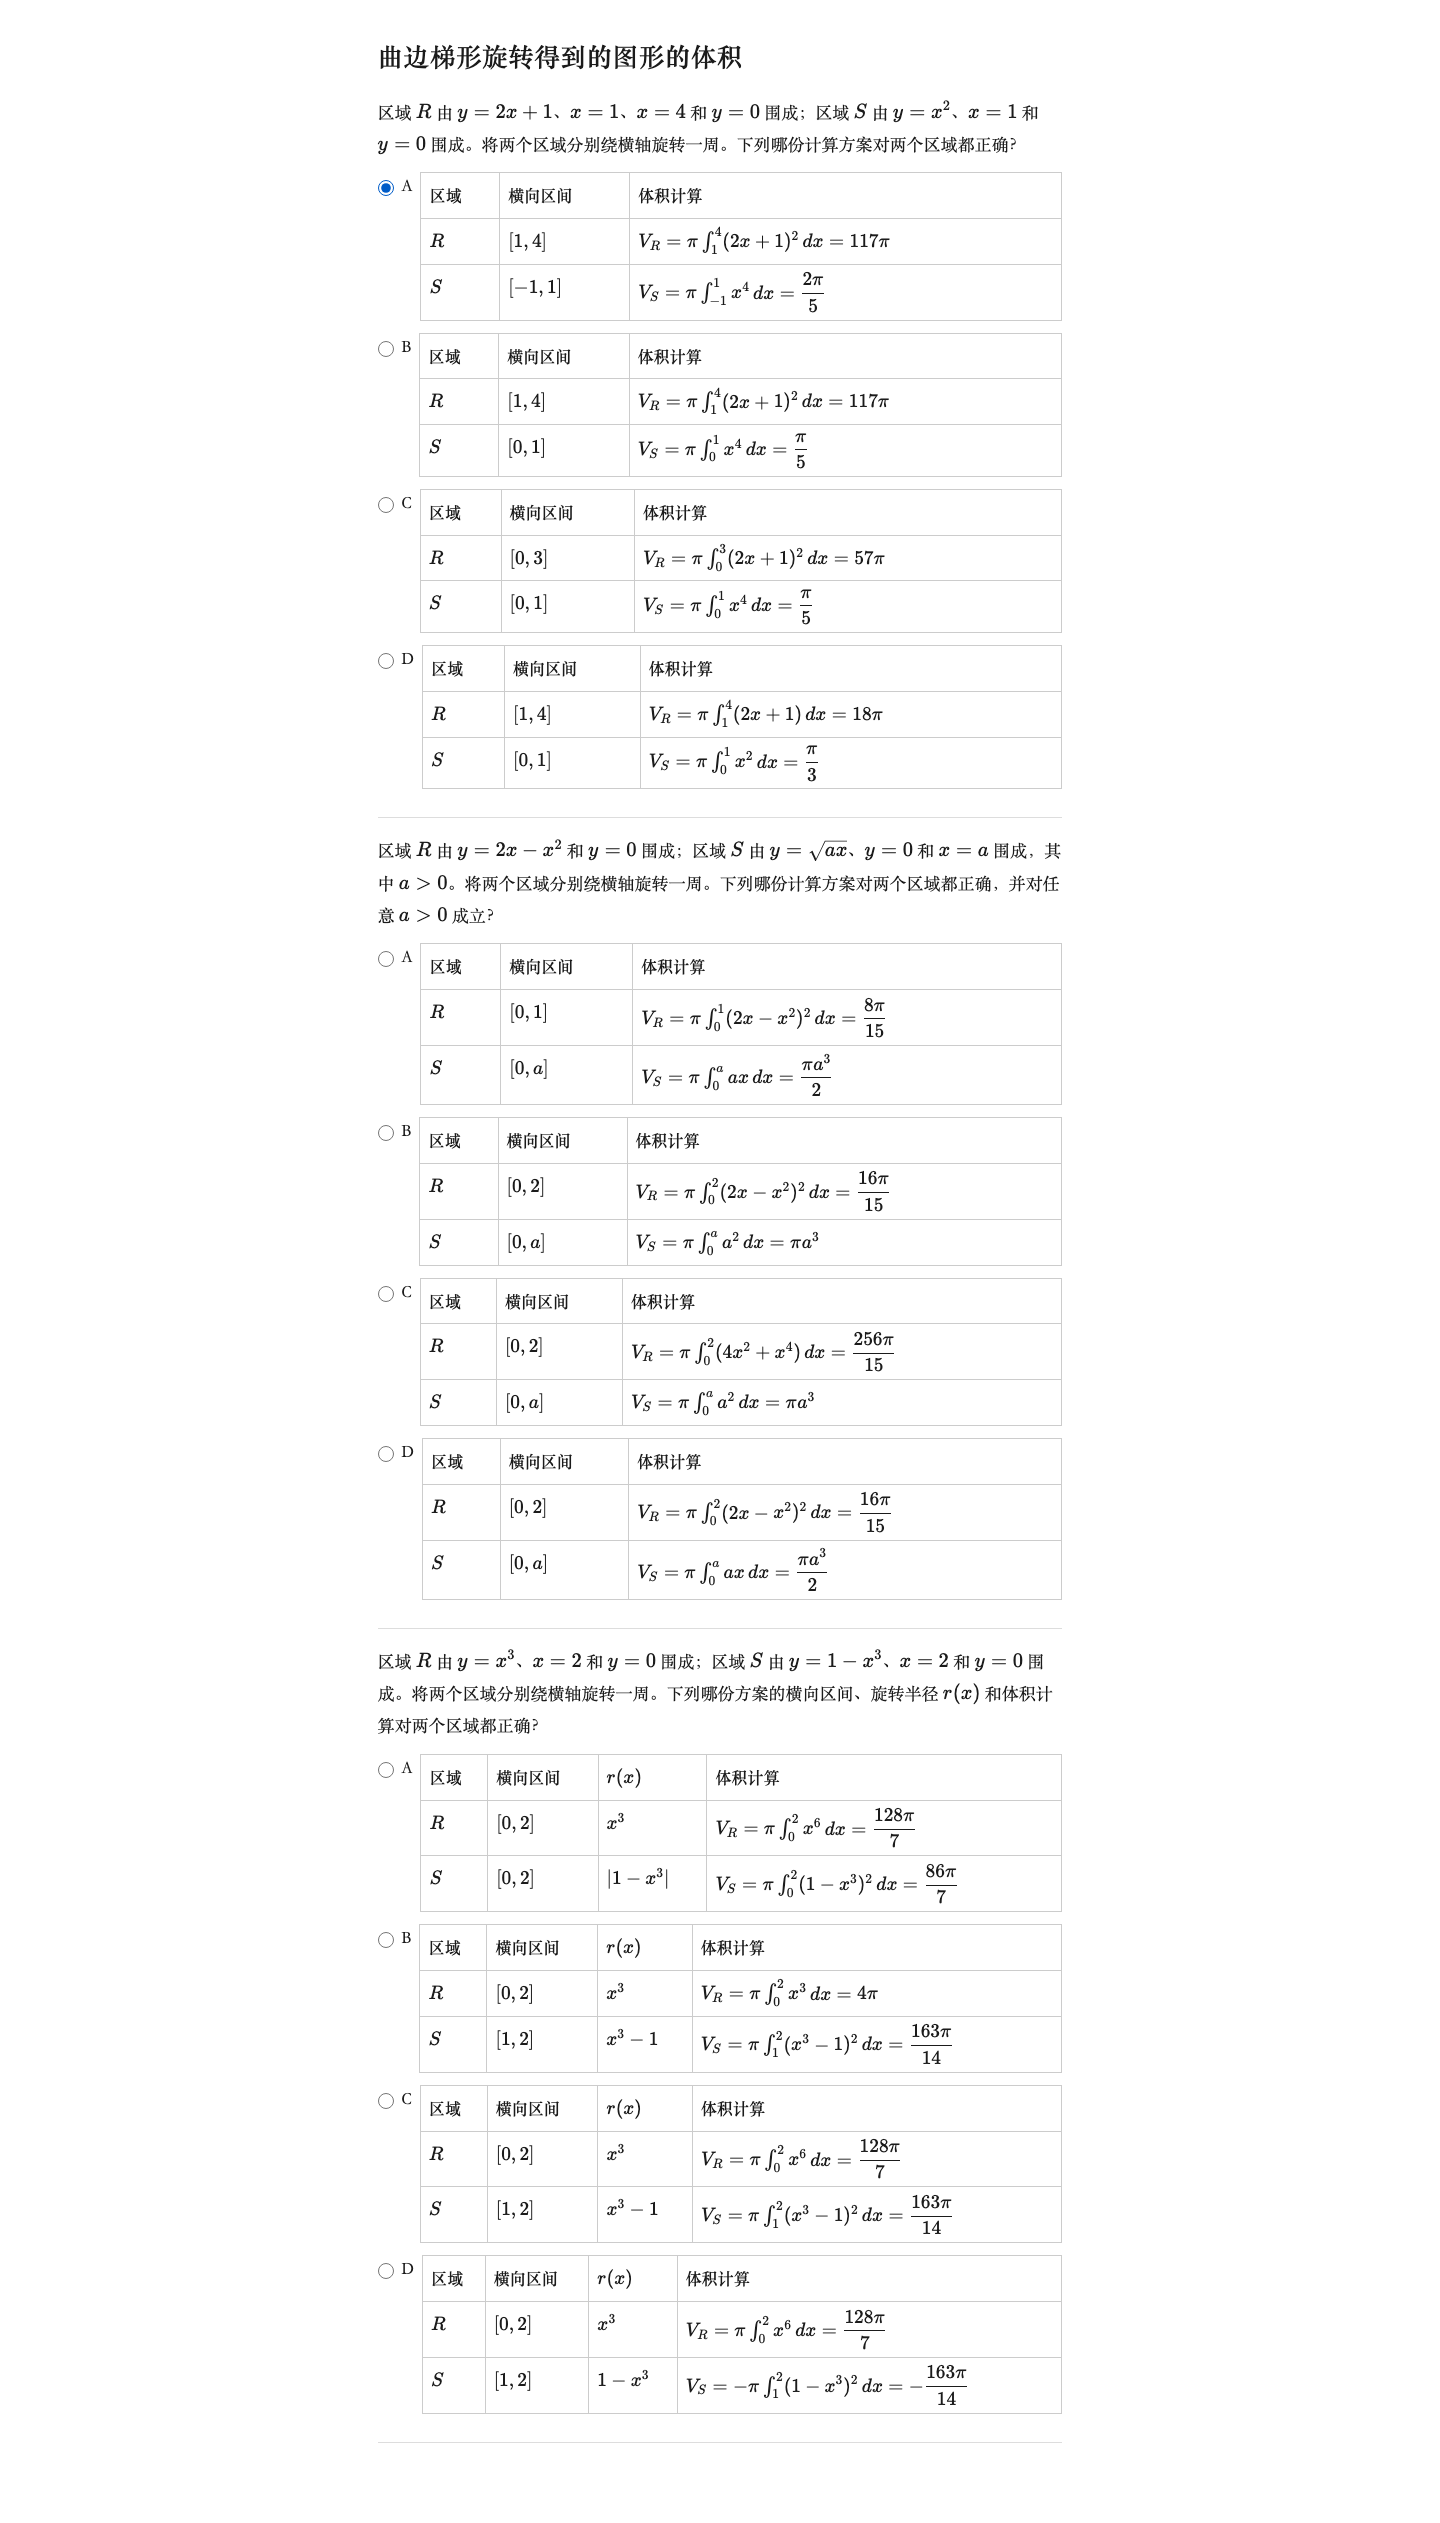 曲边梯形旋转得到的图形的体积
区域 R 由 y = 2x + 1、x = 1、x = 4 和 y = 0 围成；区域 S 由 y = x²、x = 1 和
y = 0 围成。将两个区域分别绕横轴旋转一周。下列哪份计算方案对两个区域都正确？
A 区域 横向区间 体积计算
R [1, 4] V_R = π∫₁⁴(2x + 1)² dx = 117π
S [−1, 1] V_S = π∫₋₁¹ x⁴ dx = 2π/5
B 区域 横向区间 体积计算
R [1, 4] V_R = π∫₁⁴(2x + 1)² dx = 117π
S [0, 1] V_S = π∫₀¹ x⁴ dx = π/5
C 区域 横向区间 体积计算
R [0, 3] V_R = π∫₀³(2x + 1)² dx = 57π
S [0, 1] V_S = π∫₀¹ x⁴ dx = π/5
D 区域 横向区间 体积计算
R [1, 4] V_R = π∫₁⁴(2x + 1) dx = 18π
S [0, 1] V_S = π∫₀¹ x² dx = π/3
区域 R 由 y = 2x − x² 和 y = 0 围成；区域 S 由 y = √(ax)、y = 0 和 x = a 围成，其
中 a > 0。将两个区域分别绕横轴旋转一周。下列哪份计算方案对两个区域都正确，并对任
意 a > 0 成立？
A 区域 横向区间 体积计算
R [0, 1] V_R = π∫₀¹(2x − x²)² dx = 8π/15
S [0, a] V_S = π∫₀ᵃ ax dx = πa³/2
B 区域 横向区间 体积计算
R [0, 2] V_R = π∫₀²(2x − x²)² dx = 16π/15
S [0, a] V_S = π∫₀ᵃ a² dx = πa³
C 区域 横向区间 体积计算
R [0, 2] V_R = π∫₀²(4x² + x⁴) dx = 256π/15
S [0, a] V_S = π∫₀ᵃ a² dx = πa³
D 区域 横向区间 体积计算
R [0, 2] V_R = π∫₀²(2x − x²)² dx = 16π/15
S [0, a] V_S = π∫₀ᵃ ax dx = πa³/2
区域 R 由 y = x³、x = 2 和 y = 0 围成；区域 S 由 y = 1 − x³、x = 2 和 y = 0 围
成。将两个区域分别绕横轴旋转一周。下列哪份方案的横向区间、旋转半径 r(x) 和体积计
算对两个区域都正确？
A 区域 横向区间 r(x) 体积计算
R [0, 2] x³ V_R = π∫₀² x⁶ dx = 128π/7
S [0, 2] |1 − x³| V_S = π∫₀²(1 − x³)² dx = 86π/7
B 区域 横向区间 r(x) 体积计算
R [0, 2] x³ V_R = π∫₀² x³ dx = 4π
S [1, 2] x³ − 1 V_S = π∫₁²(x³ − 1)² dx = 163π/14
C 区域 横向区间 r(x) 体积计算
R [0, 2] x³ V_R = π∫₀² x⁶ dx = 128π/7
S [1, 2] x³ − 1 V_S = π∫₁²(x³ − 1)² dx = 163π/14
D 区域 横向区间 r(x) 体积计算
R [0, 2] x³ V_R = π∫₀² x⁶ dx = 128π/7
S [1, 2] 1 − x³ V_S = −π∫₁²(1 − x³)² dx = −163π/14